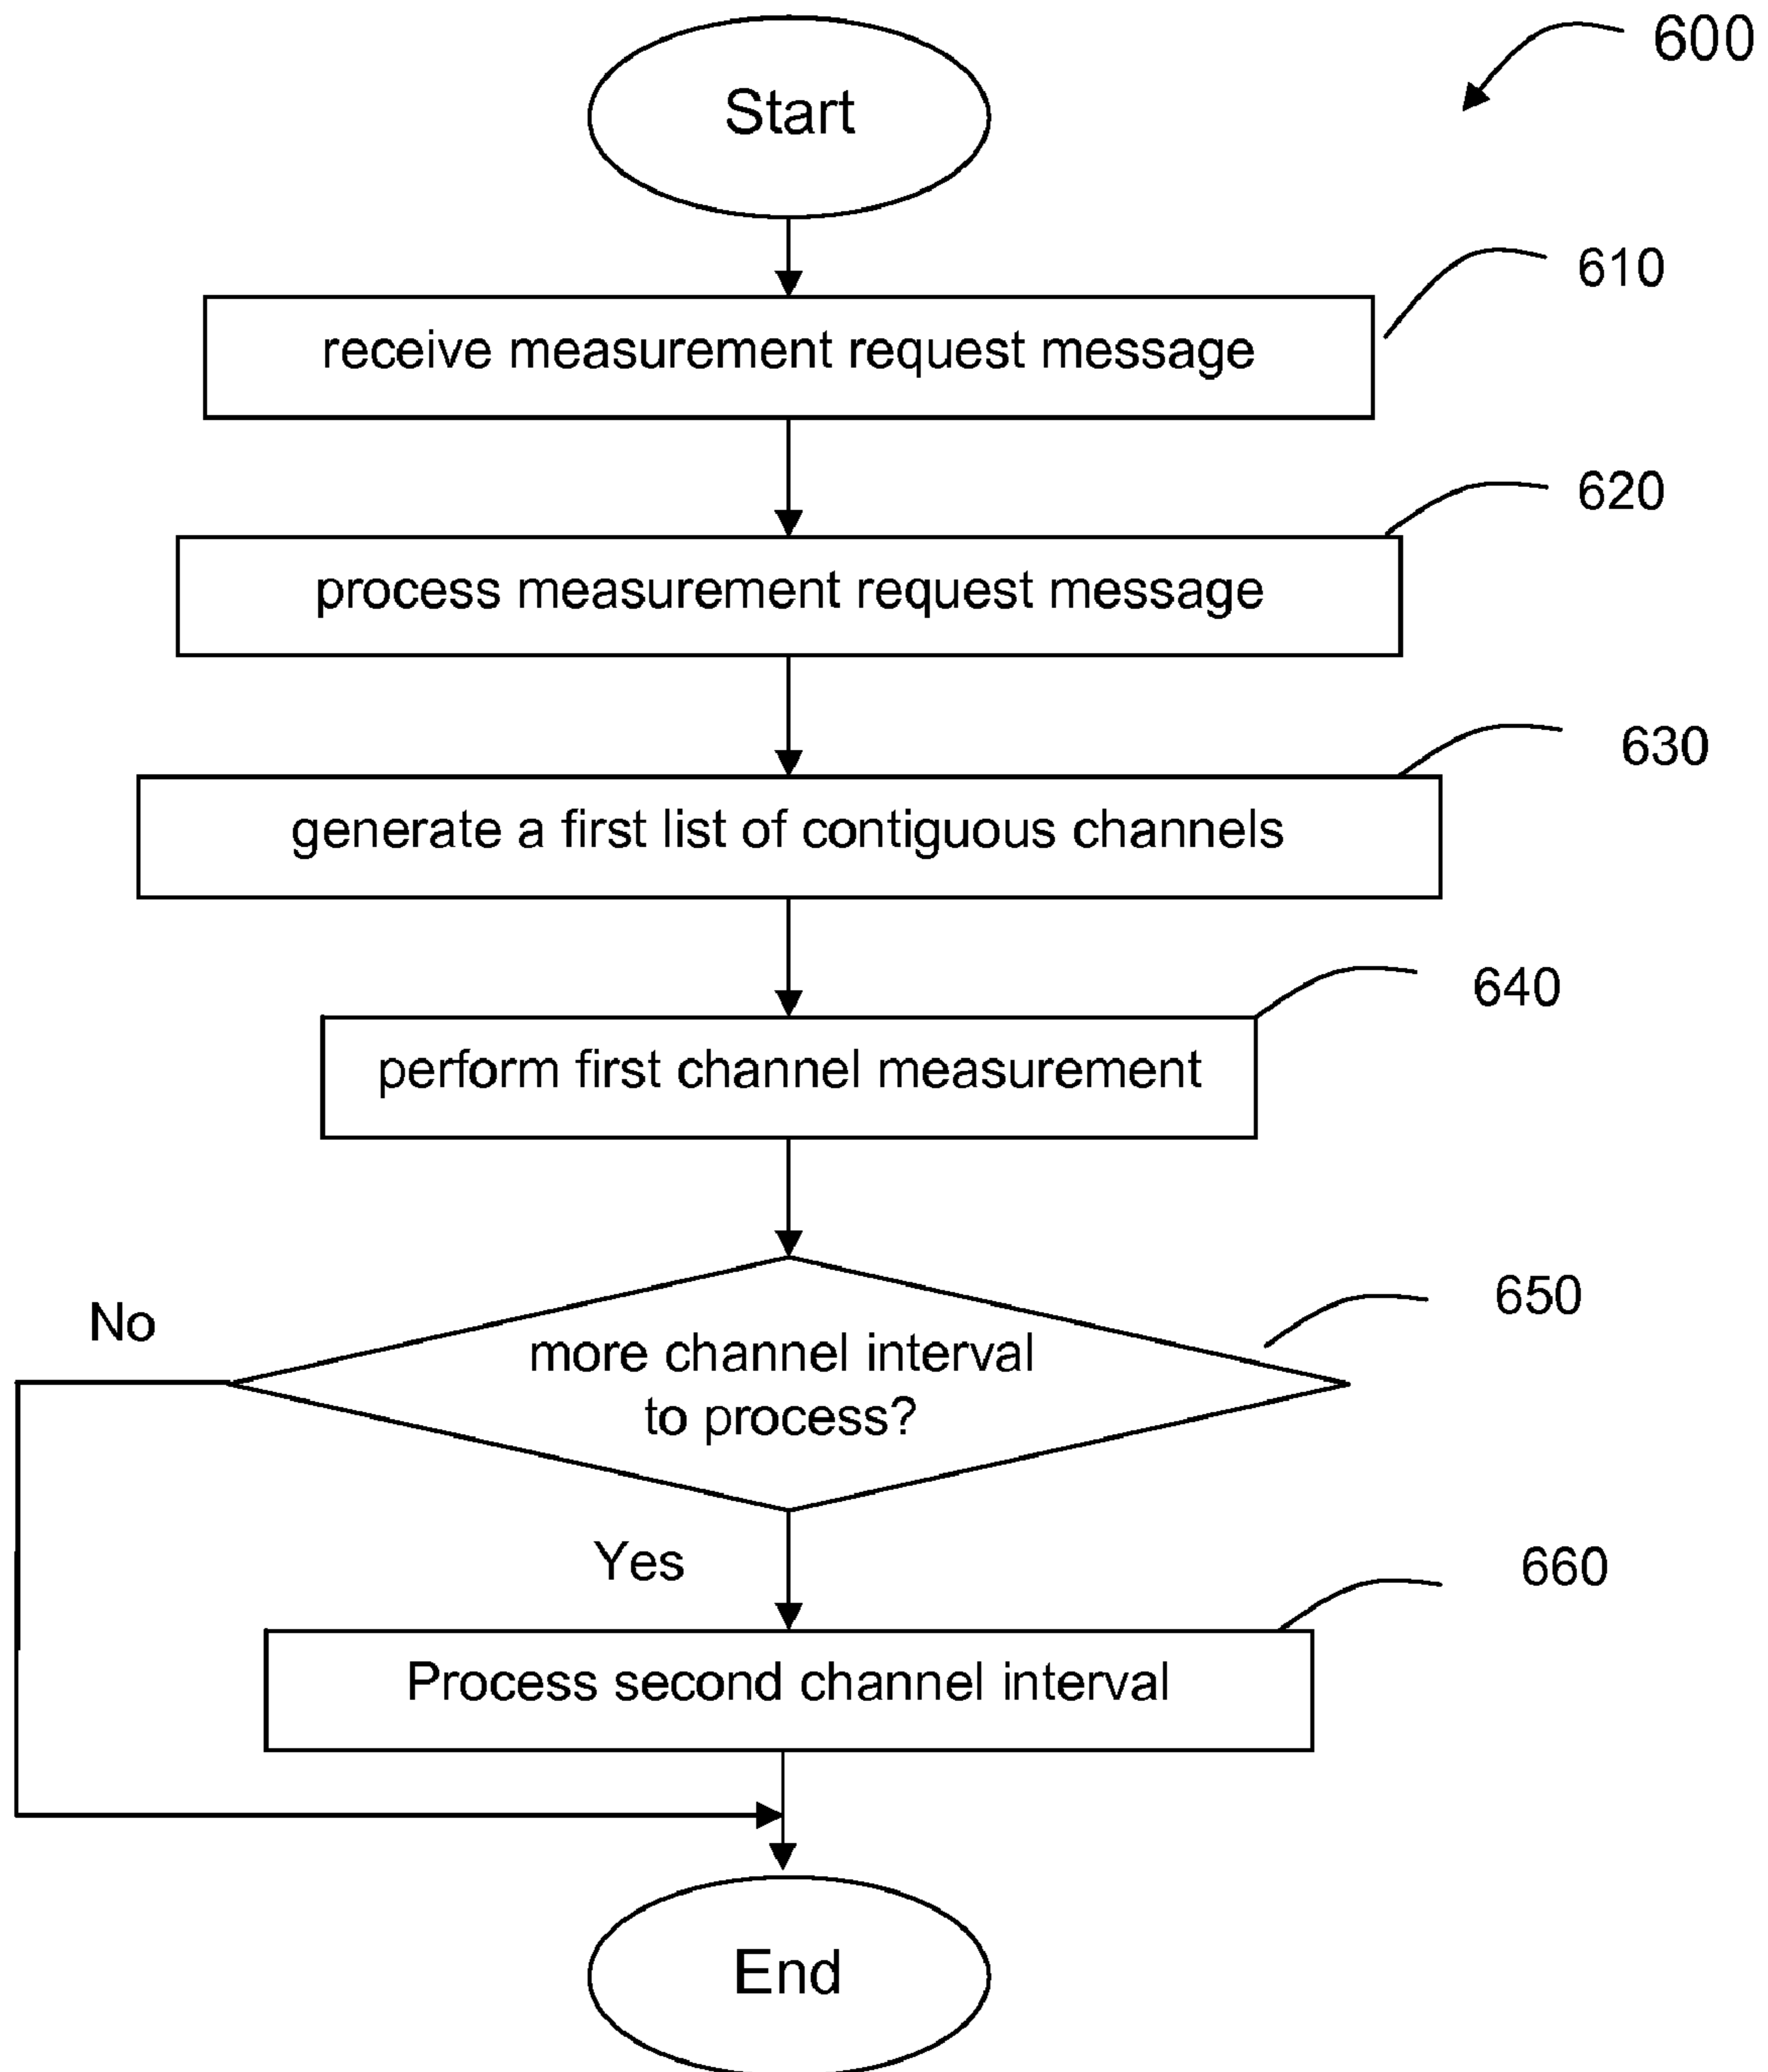 600
Start
610
receive measurement request message
620
process measurement request message
630
generate a first list of contiguous channels
640
perform first channel measurement
650
No
more channel interval
to process?
Yes
660
Process second channel interval
End